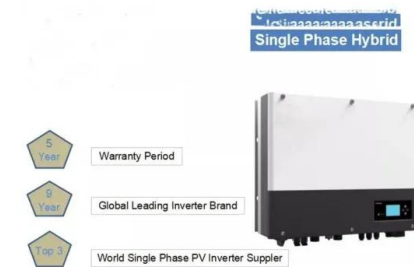 Single Phase Hybrid
5
Year
Warranty Period
9
Year
Global Leading Inverter Brand
Top 3
World Single Phase PV Inverter Suppler